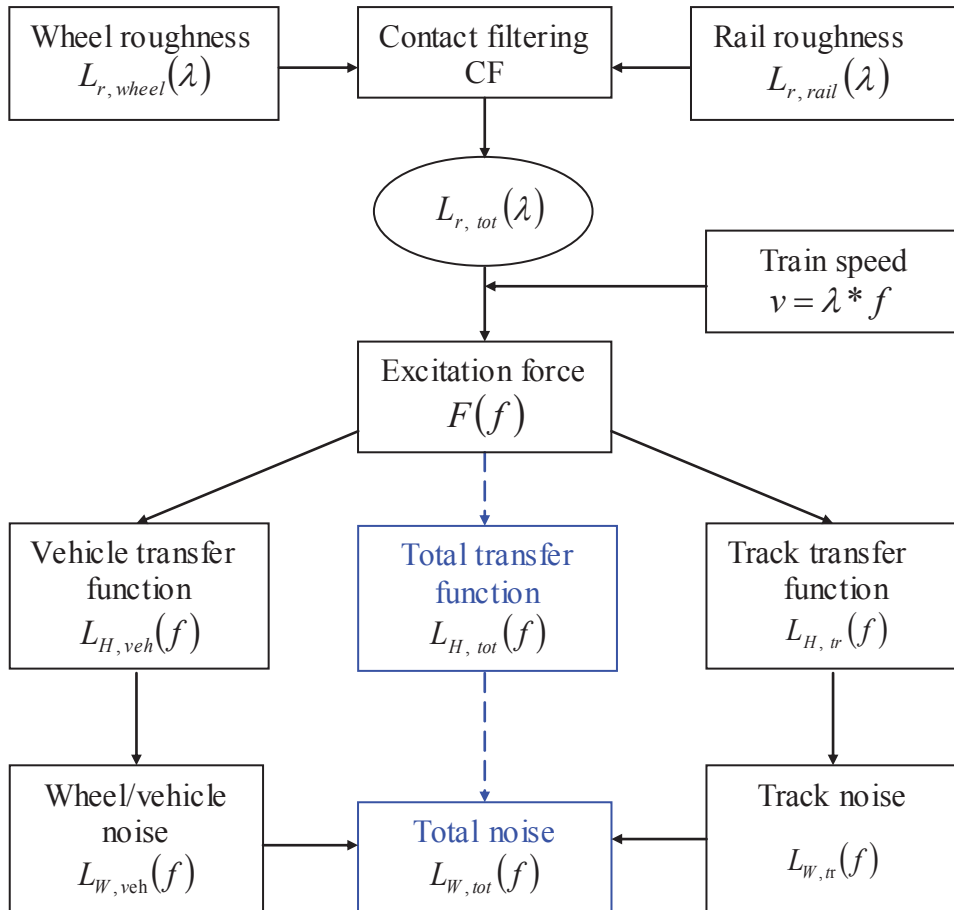 Wheel roughness
L_{r, wheel}(λ)
Contact filtering
CF
Rail roughness
L_{r, rail}(λ)
L_{r, tot}(λ)
Train speed
v = λ * f
Excitation force
F(f)
Vehicle transfer
function
L_{H, veh}(f)
Total transfer
function
L_{H, tot}(f)
Track transfer
function
L_{H, tr}(f)
Wheel/vehicle
noise
L_{W, veh}(f)
Total noise
L_{W, tot}(f)
Track noise
L_{W, tr}(f)